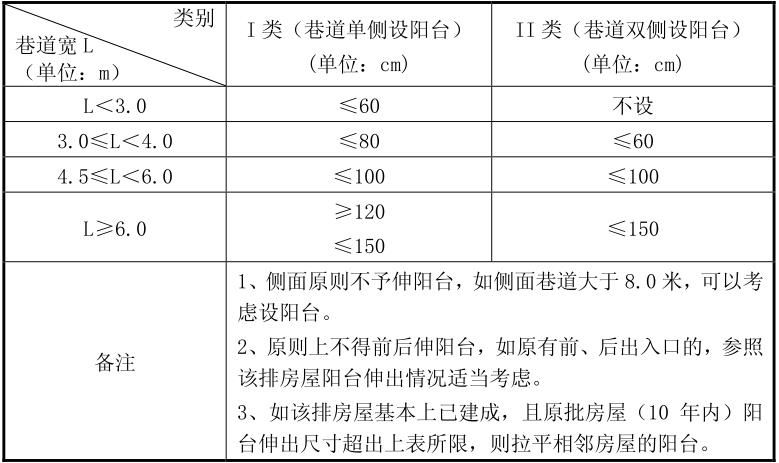 类别
巷道宽 L
（单位：m）
I 类（巷道单侧设阳台）
(单位：cm)
II 类（巷道双侧设阳台）
(单位：cm)
L＜3.0
≤60
不设
3.0≤L＜4.0
≤80
≤60
4.5≤L＜6.0
≤100
≤100
L≥6.0
≥120
≤150
≤150
备注
1、侧面原则不予伸阳台，如侧面巷道大于 8.0 米，可以考
虑设阳台。
2、原则上不得前后伸阳台，如原有前、后出入口的，参照
该排房屋阳台伸出情况适当考虑。
3、如该排房屋基本上已建成，且原批房屋（10 年内）阳
台伸出尺寸超出上表所限，则拉平相邻房屋的阳台。